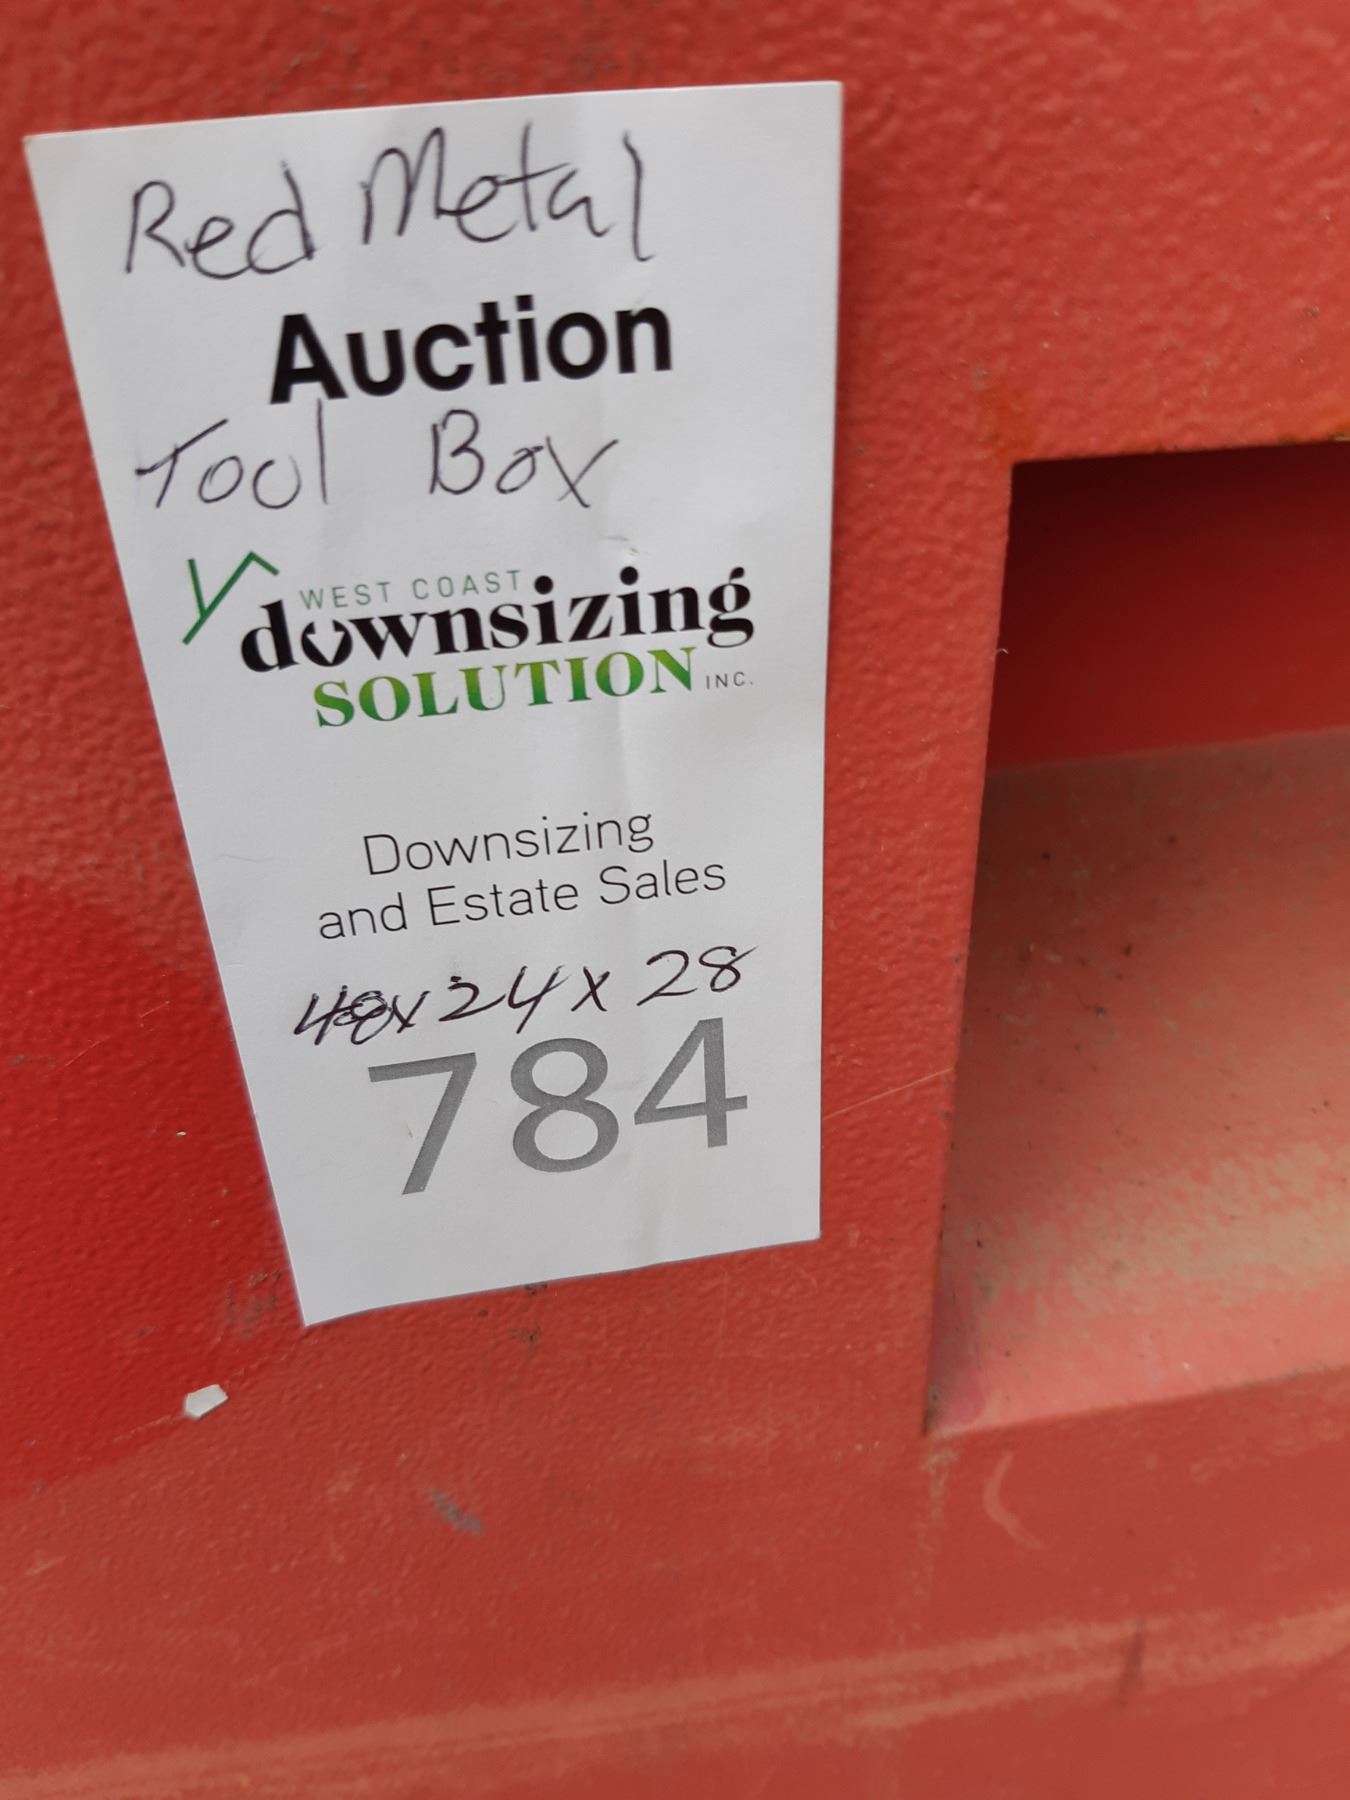 Red Metal
Auction
Tool Box
WEST COAST
downsizing
SOLUTION INC.
Downsizing
and Estate Sales
48x24x28
784